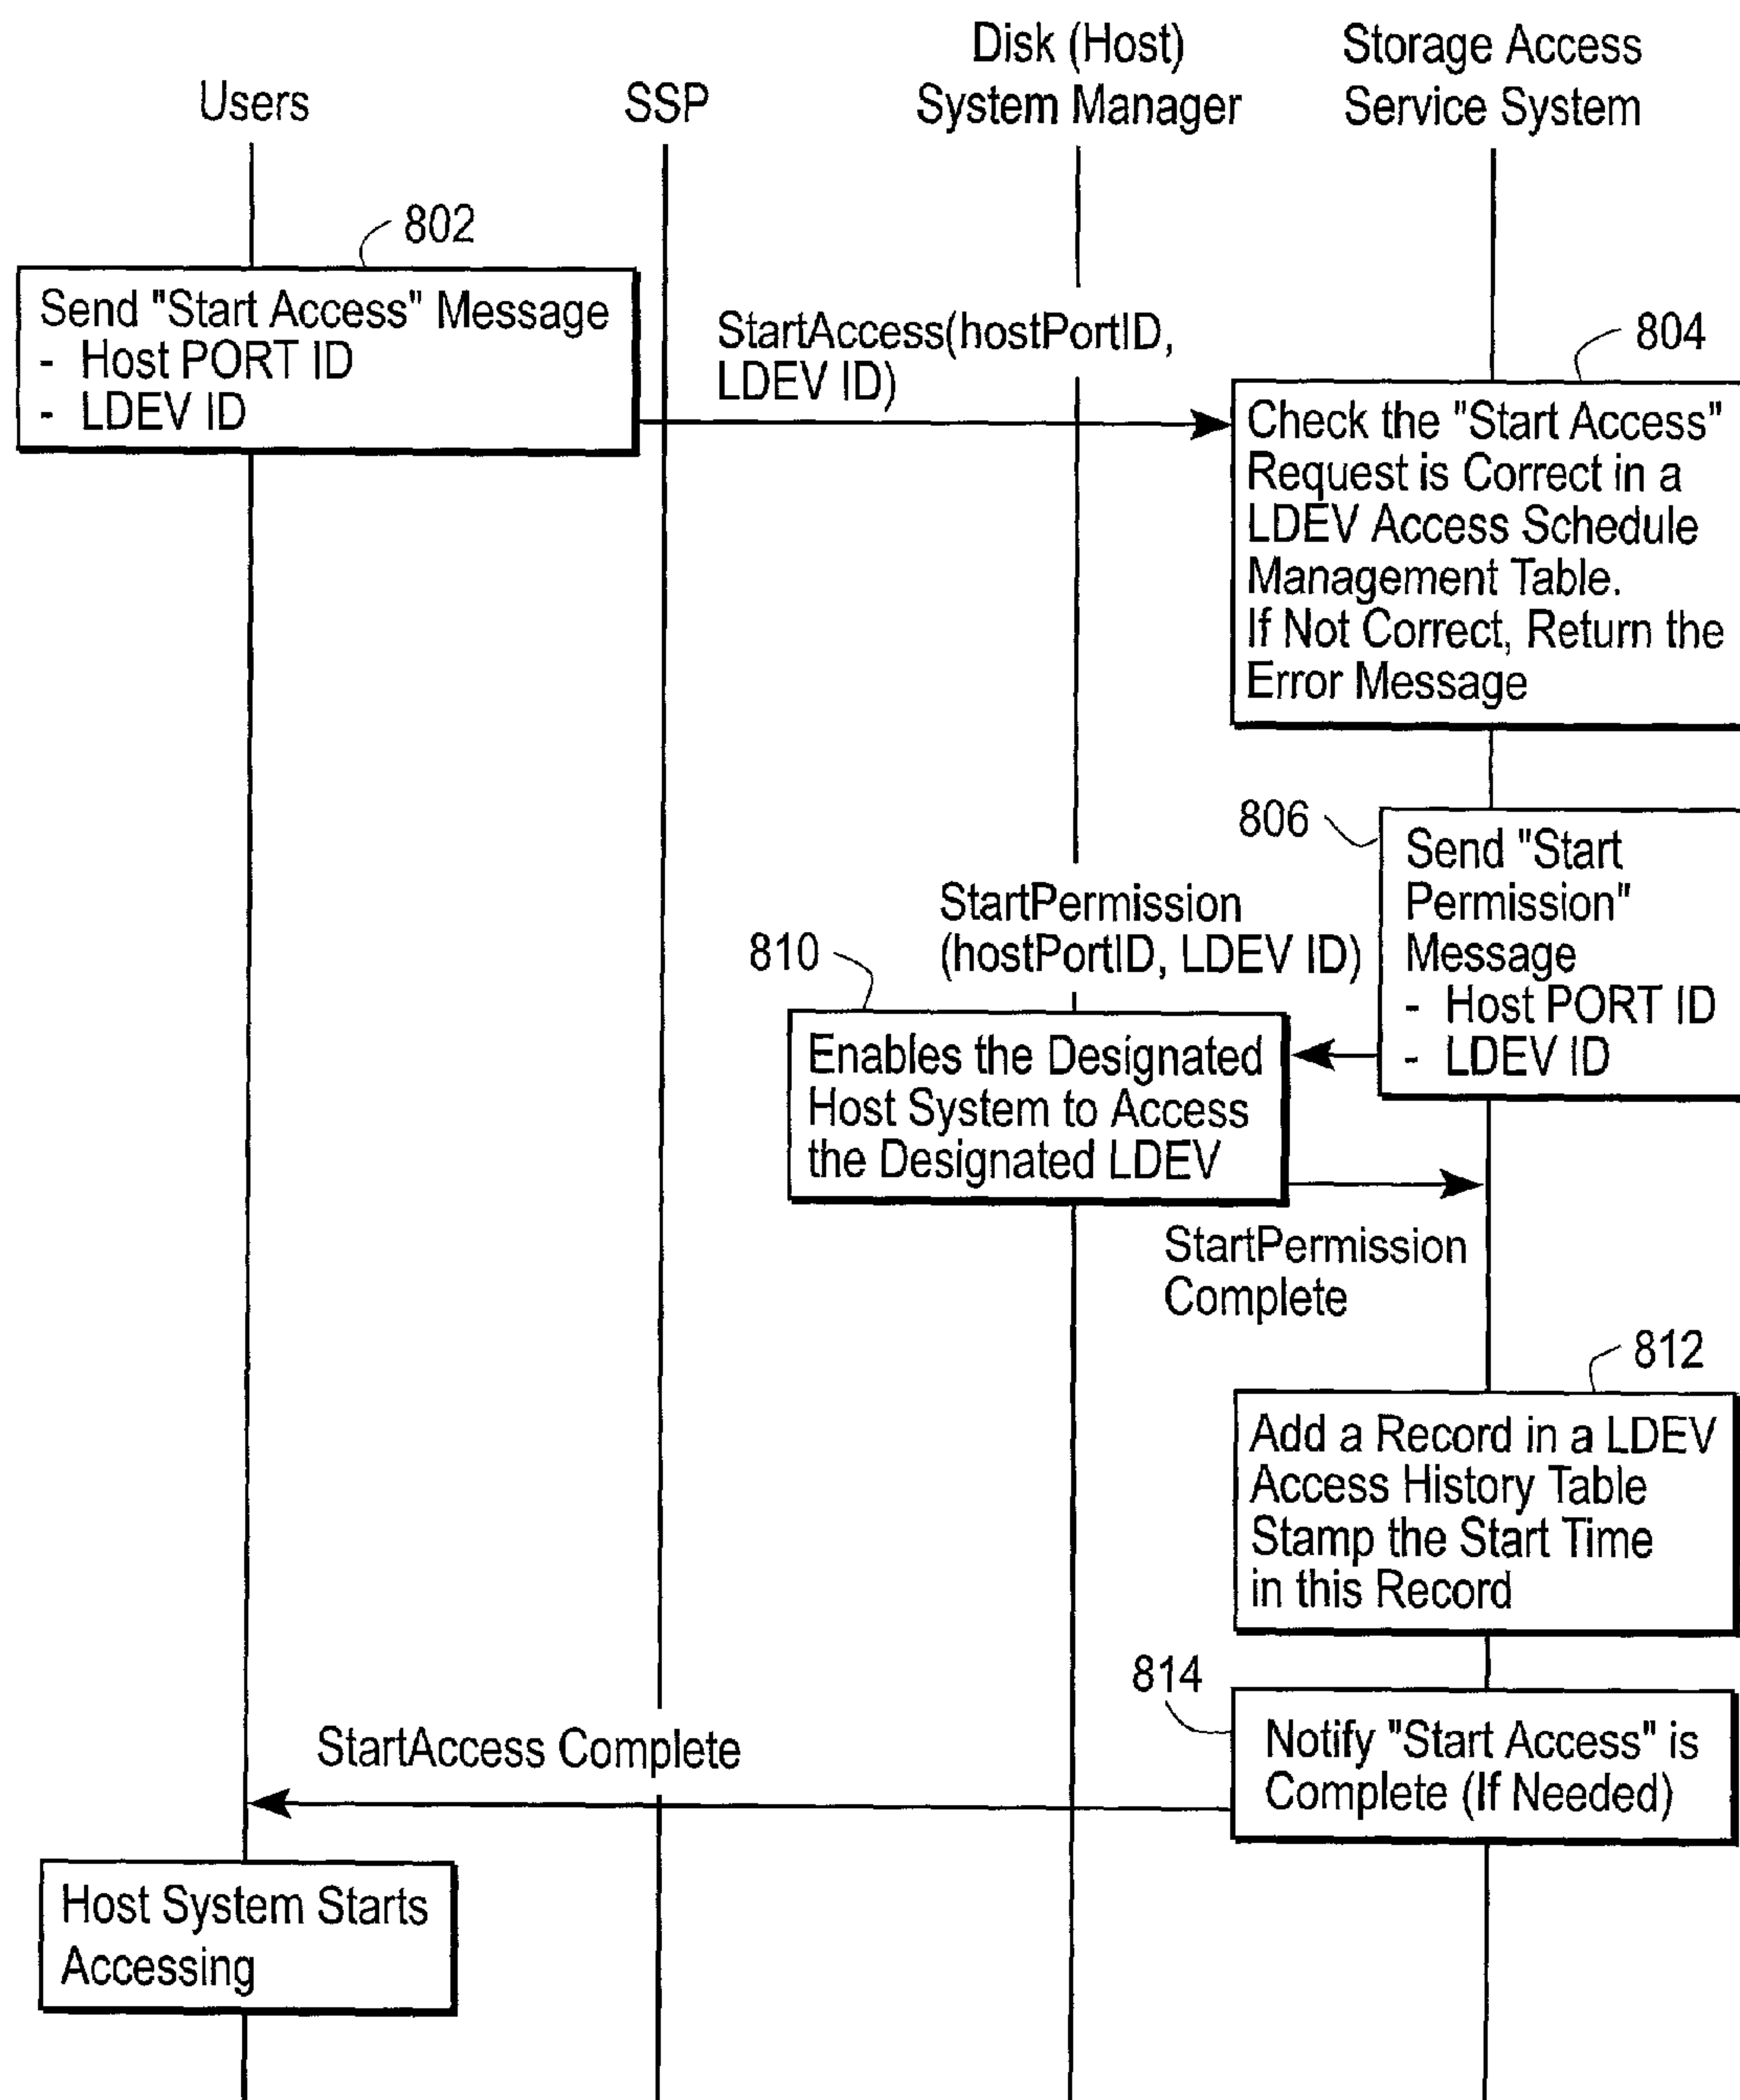 Users
SSP
Disk (Host)
System Manager
Storage Access
Service System
802
Send "Start Access" Message
- Host PORT ID
- LDEV ID
StartAccess(hostPortID,
LDEV ID)
804
Check the "Start Access"
Request is Correct in a
LDEV Access Schedule
Management Table.
If Not Correct, Return the
Error Message
806
Send "Start
Permission"
Message
- Host PORT ID
- LDEV ID
StartPermission
(hostPortID, LDEV ID)
810
Enables the Designated
Host System to Access
the Designated LDEV
StartPermission
Complete
812
Add a Record in a LDEV
Access History Table
Stamp the Start Time
in this Record
814
Notify "Start Access" is
Complete (If Needed)
StartAccess Complete
Host System Starts
Accessing